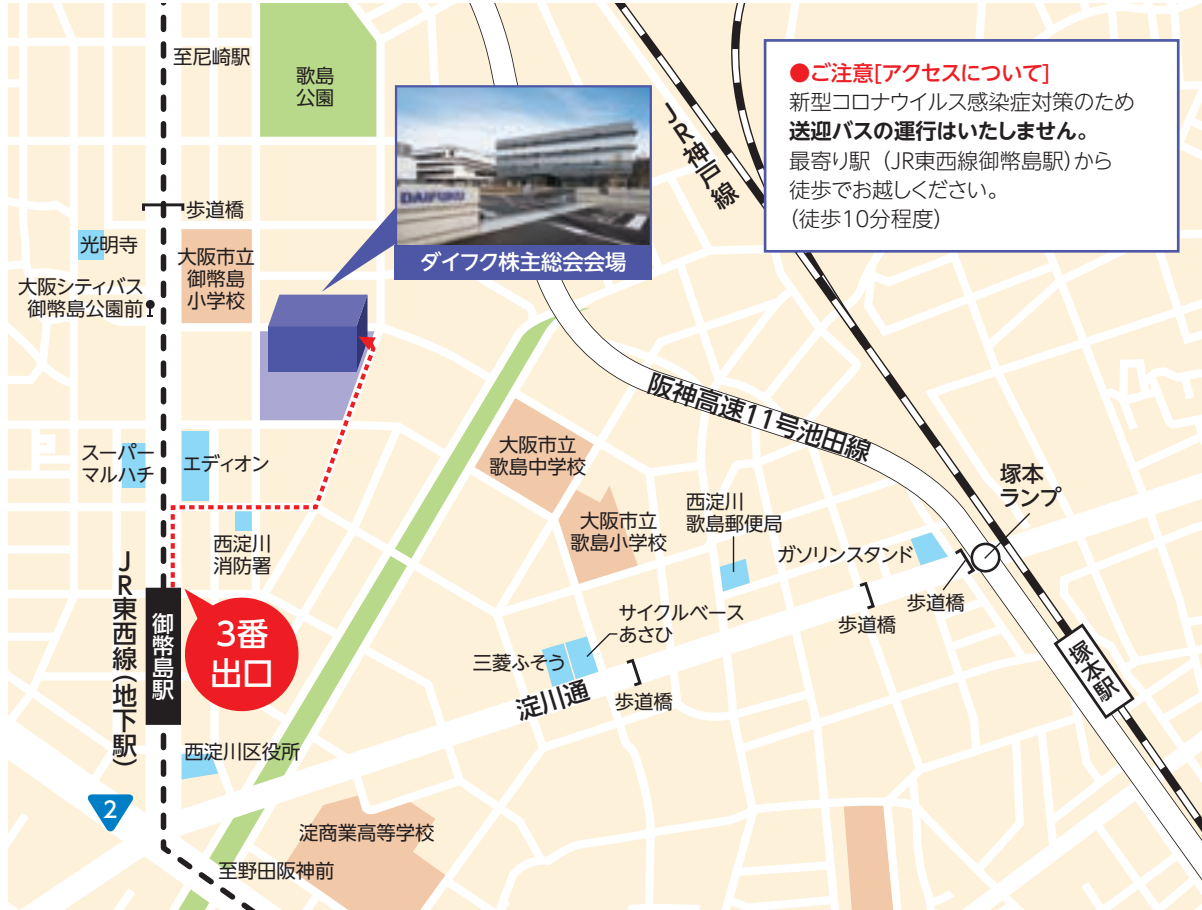 至尼崎駅
歌島
公園
●ご注意[アクセスについて]
新型コロナウイルス感染症対策のため
送迎バスの運行はいたしません。
最寄り駅（JR東西線御幣島駅）から
徒歩でお越しください。
(徒歩10分程度)
JR神戸線
DAIFUKU
ダイフク株主総会会場
歩道橋
光明寺
大阪市立
御幣島
小学校
大阪シティバス
御幣島公園前
阪神高速11号池田線
スーパー
マルハチ
エディオン
大阪市立
歌島中学校
塚本
ランプ
西淀川
歌島郵便局
大阪市立
歌島小学校
西淀川
消防署
ガソリンスタンド
JR東西線(地下駅)
御幣島駅
3番
出口
サイクルベース
あさひ
三菱ふそう
歩道橋
歩道橋
歩道橋
淀川通
塚本駅
西淀川区役所
2
淀商業高等学校
至野田阪神前